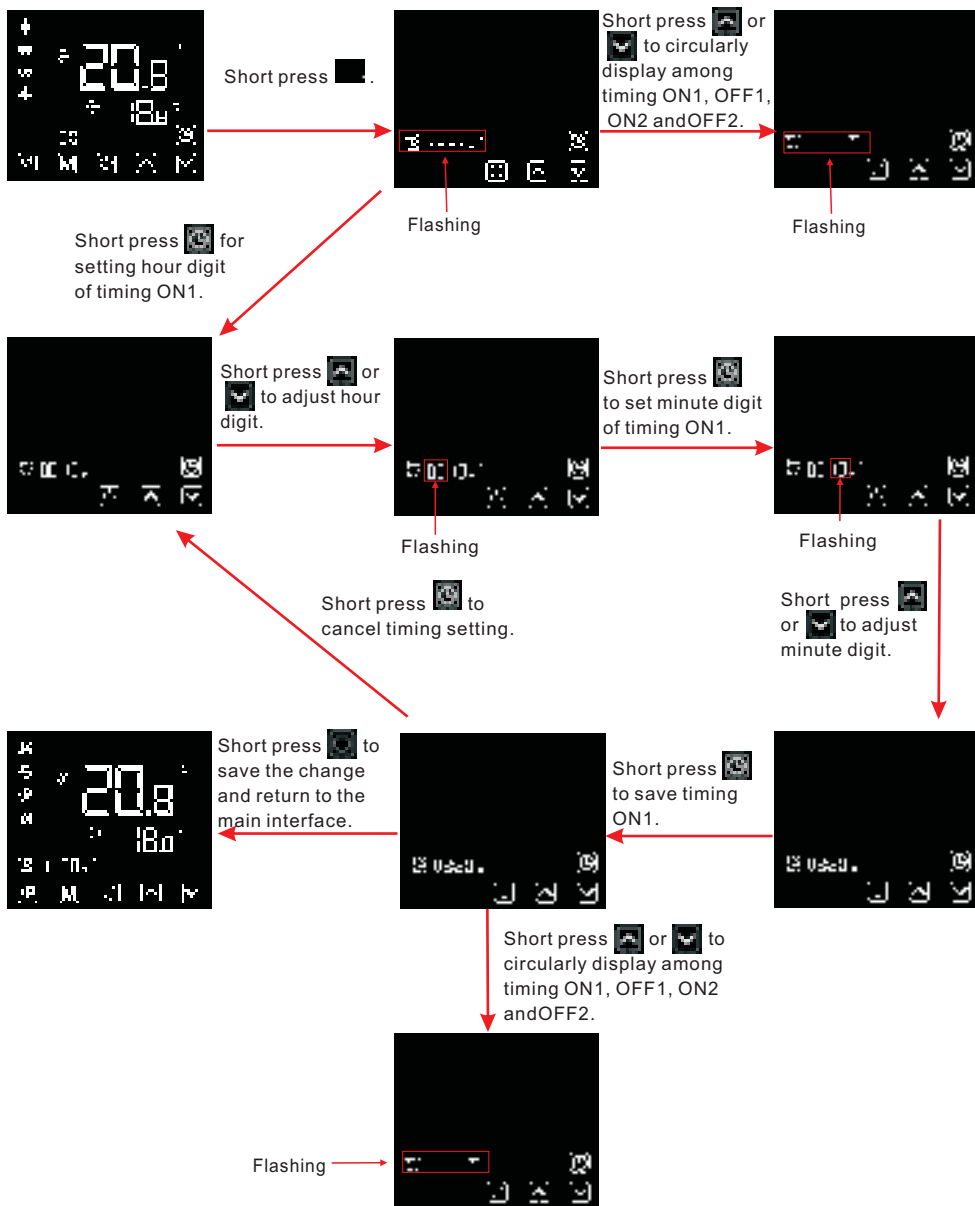 20.8
Short press .
Short press or
to circularly
display among
timing ON1, OFF1,
ON2 andOFF2.
Flashing
Flashing
Short press for
setting hour digit
of timing ON1.
Short press or
to adjust hour
digit.
Short press
to set minute digit
of timing ON1.
Flashing
Flashing
Short press to
cancel timing setting.
Short press
or to adjust
minute digit.
20.8
Short press to
save the change
and return to the
main interface.
Short press
to save timing
ON1.
Short press or to
circularly display among
timing ON1, OFF1, ON2
andOFF2.
Flashing